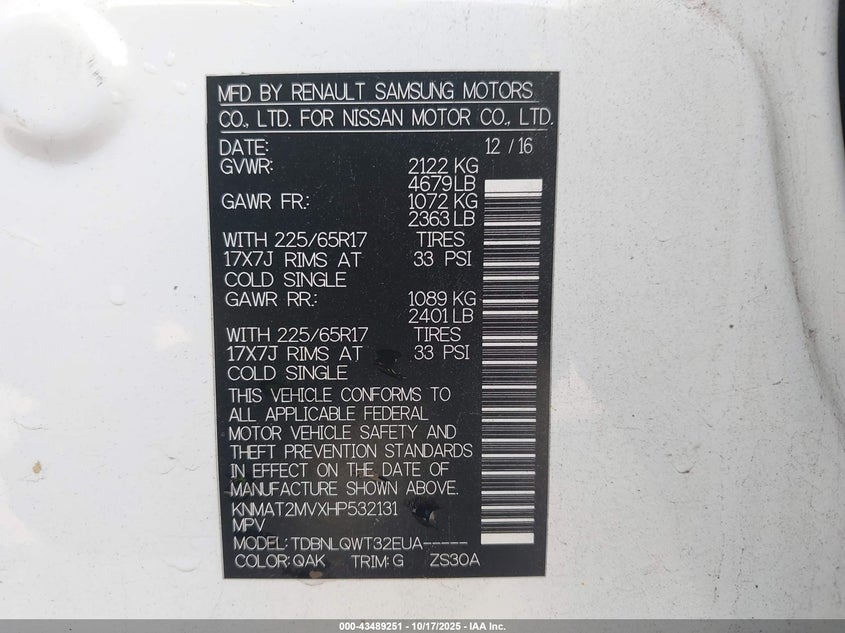 MFD BY RENAULT SAMSUNG MOTORS
CO., LTD. FOR NISSAN MOTOR CO., LTD.
DATE: 12 / 16
GVWR: 2122 KG
4679 LB
GAWR FR.: 1072 KG
2363 LB
WITH 225/65R17 TIRES
17X7J RIMS AT 33 PSI
COLD SINGLE
GAWR RR.: 1089 KG
2401 LB
WITH 225/65R17 TIRES
17X7J RIMS AT 33 PSI
COLD SINGLE
THIS VEHICLE CONFORMS TO
ALL APPLICABLE FEDERAL
MOTOR VEHICLE SAFETY AND
THEFT PREVENTION STANDARDS
IN EFFECT ON THE DATE OF
MANUFACTURE SHOWN ABOVE.
KNMAT2MVXHP532131
MPV
MODEL: TDBNLQWT32EUA-----
COLOR: QAK TRIM: G ZS30A
000-43489251 - 10/17/2025 - IAA Inc.